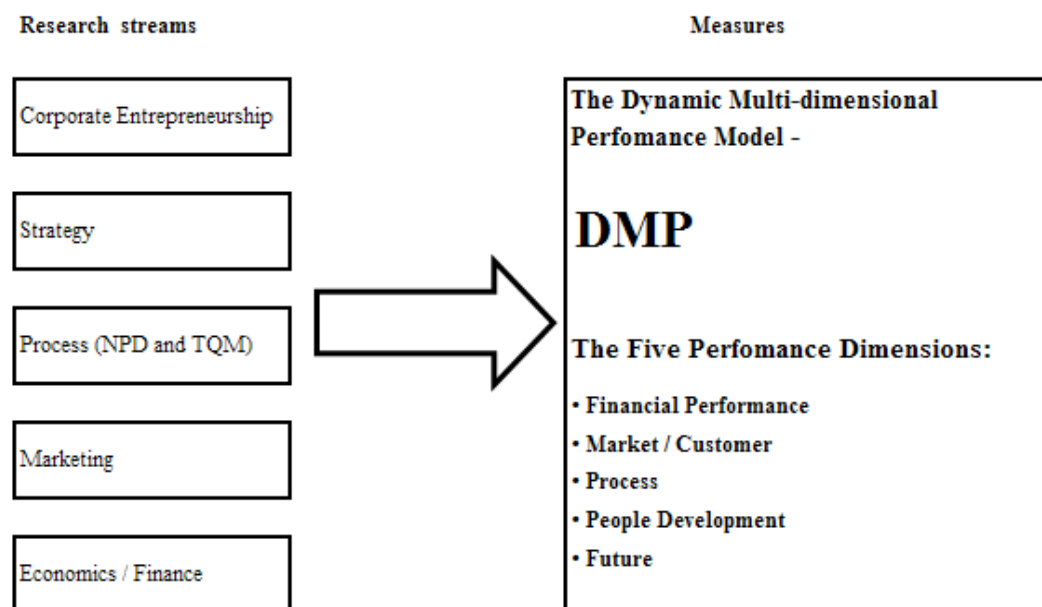 Research streams
Measures
Corporate Entrepreneurship
Strategy
Process (NPD and TQM)
Marketing
Economics / Finance
The Dynamic Multi-dimensional
Perfomance Model -
DMP
The Five Perfomance Dimensions:
• Financial Performance
• Market / Customer
• Process
• People Development
• Future